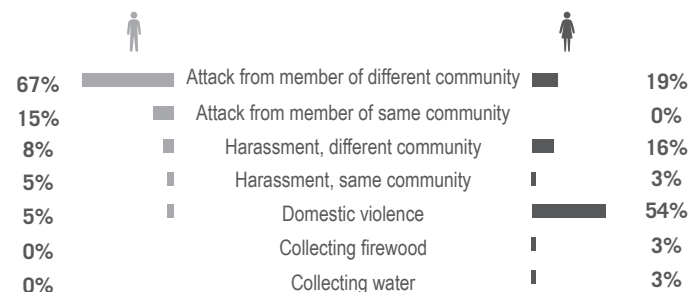 67% Attack from member of different community 19%
15% Attack from member of same community 0%
8% Harassment, different community 16%
5% Harassment, same community 3%
5% Domestic violence 54%
0% Collecting firewood 3%
0% Collecting water 3%